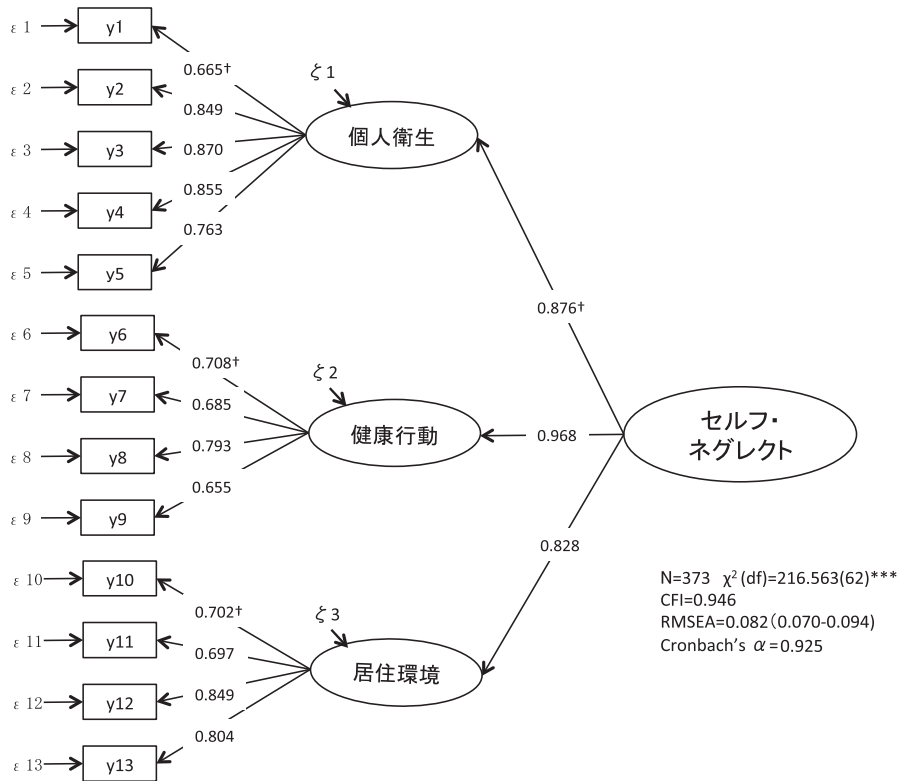 ε1
y1
0.665†
ε2
y2
0.849
ε3
y3
0.870
ε4
y4
0.855
ε5
y5
0.763
ζ1
個人衛生
0.876†
ε6
y6
0.708†
ε7
y7
0.685
ε8
y8
0.793
ε9
y9
0.655
ζ2
健康行動
0.968
セルフ・
ネグレクト
ε10
y10
0.702†
ε11
y11
0.697
ε12
y12
0.849
ε13
y13
0.804
ζ3
居住環境
0.828
N=373 χ²(df)=216.563(62)***
CFI=0.946
RMSEA=0.082(0.070-0.094)
Cronbach's α=0.925